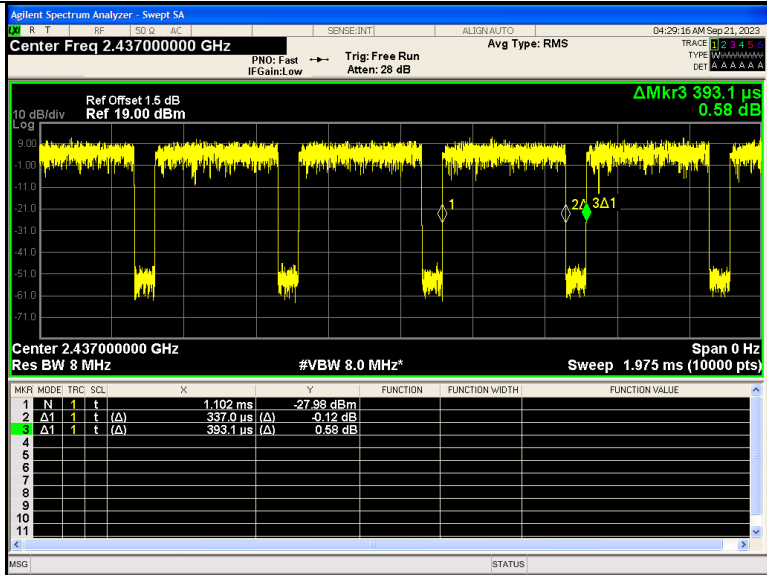 Agilent Spectrum Analyzer - Swept SA
LXI R T RF 50 Ω AC SENSE:INT ALIGN AUTO 04:29:16 AM Sep 21, 2023
Center Freq 2.437000000 GHz Avg Type: RMS TRACE 1 2 3 4 5 6
PNO: Fast Trig: Free Run TYPE WWWWWW
IFGain:Low Atten: 28 dB DET A A A A A A
ΔMkr3 393.1 µs
0.58 dB
Ref Offset 1.5 dB
10 dB/div Ref 19.00 dBm
Log
9.00
-1.00
-11.0
-21.0
-31.0
-41.0
-51.0
-61.0
-71.0
1 2Δ 3Δ1
Center 2.437000000 GHz Span 0 Hz
Res BW 8 MHz #VBW 8.0 MHz* Sweep 1.975 ms (10000 pts)
MKR MODE TRC SCL X Y FUNCTION FUNCTION WIDTH FUNCTION VALUE
1 N 1 t 1.102 ms -27.98 dBm
2 Δ1 1 t (Δ) 337.0 µs (Δ) -0.12 dB
3 Δ1 1 t (Δ) 393.1 µs (Δ) 0.58 dB
4
5
6
7
8
9
10
11
MSG STATUS